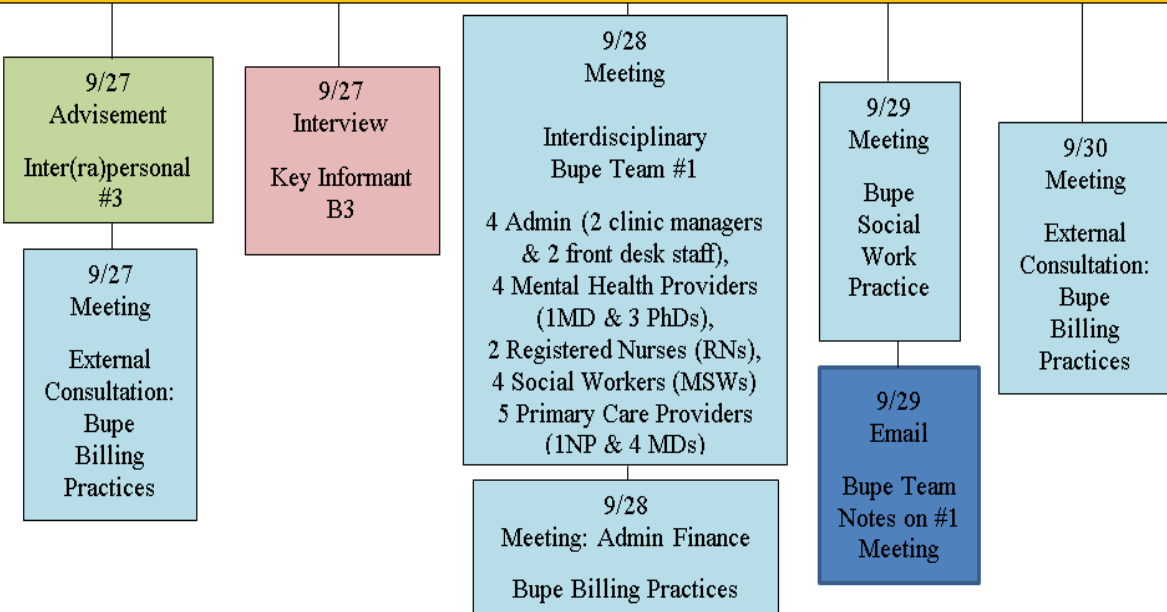 9/27
Advisement
Inter(ra)personal
#3
9/27
Meeting
External
Consultation:
Bupe
Billing
Practices
9/27
Interview
Key Informant
B3
9/28
Meeting
Interdisciplinary
Bupe Team #1
4 Admin (2 clinic managers
& 2 front desk staff),
4 Mental Health Providers
(1MD & 3 PhDs),
2 Registered Nurses (RNs),
4 Social Workers (MSWs)
5 Primary Care Providers
(1NP & 4 MDs)
9/28
Meeting: Admin Finance
Bupe Billing Practices
9/29
Meeting
Bupe
Social
Work
Practice
9/29
Email
Bupe Team
Notes on #1
Meeting
9/30
Meeting
External
Consultation:
Bupe
Billing
Practices